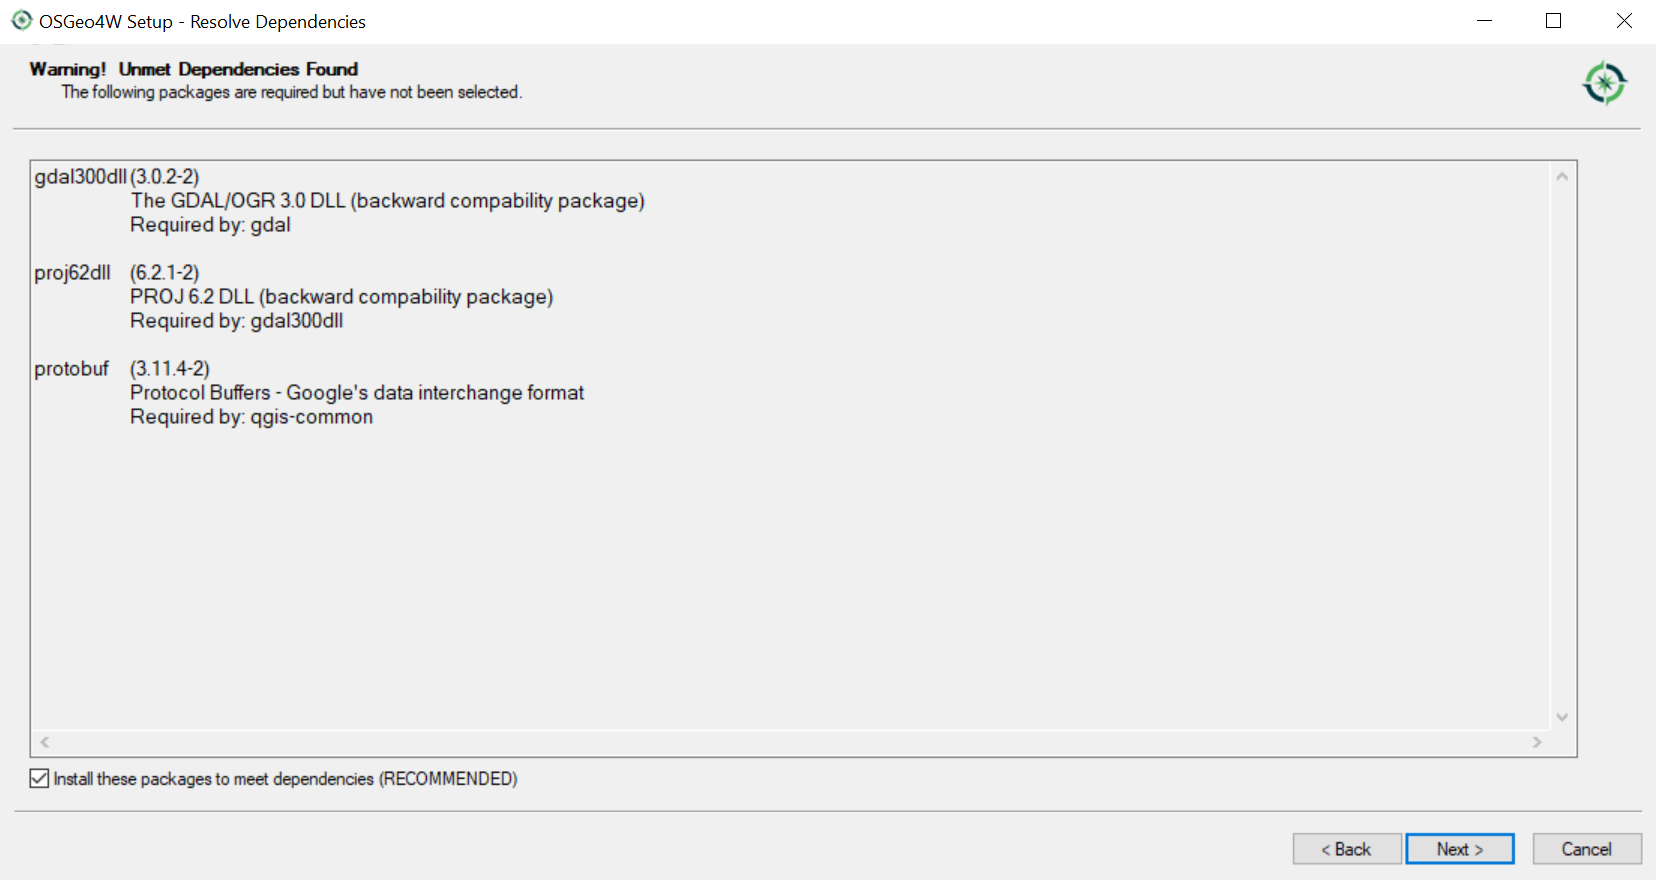 OSGeo4W Setup - Resolve Dependencies
Warning! Unmet Dependencies Found
The following packages are required but have not been selected.
gdal300dll (3.0.2-2)
The GDAL/OGR 3.0 DLL (backward compability package)
Required by: gdal
proj62dll (6.2.1-2)
PROJ 6.2 DLL (backward compability package)
Required by: gdal300dll
protobuf (3.11.4-2)
Protocol Buffers - Google's data interchange format
Required by: qgis-common
Install these packages to meet dependencies (RECOMMENDED)
< Back Next > Cancel